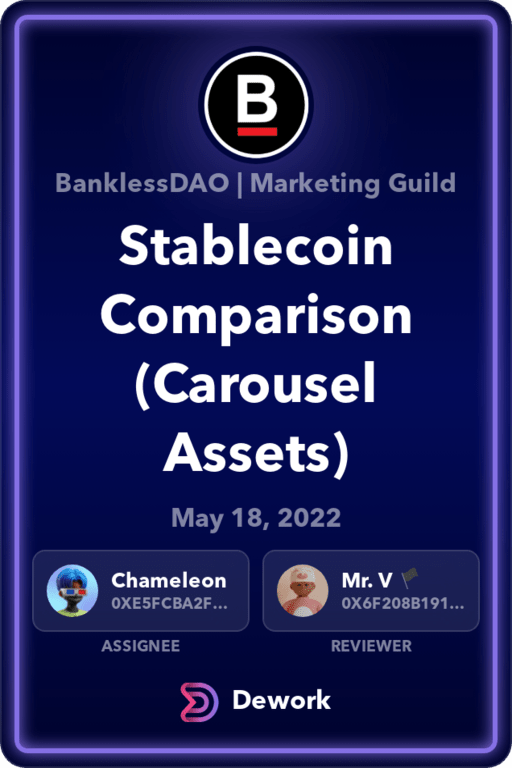 B
BanklessDAO | Marketing Guild
Stablecoin
Comparison
(Carousel
Assets)
May 18, 2022
Chameleon
0XE5FCBA2F...
Mr. V
0X6F208B191...
ASSIGNEE
REVIEWER
Dework